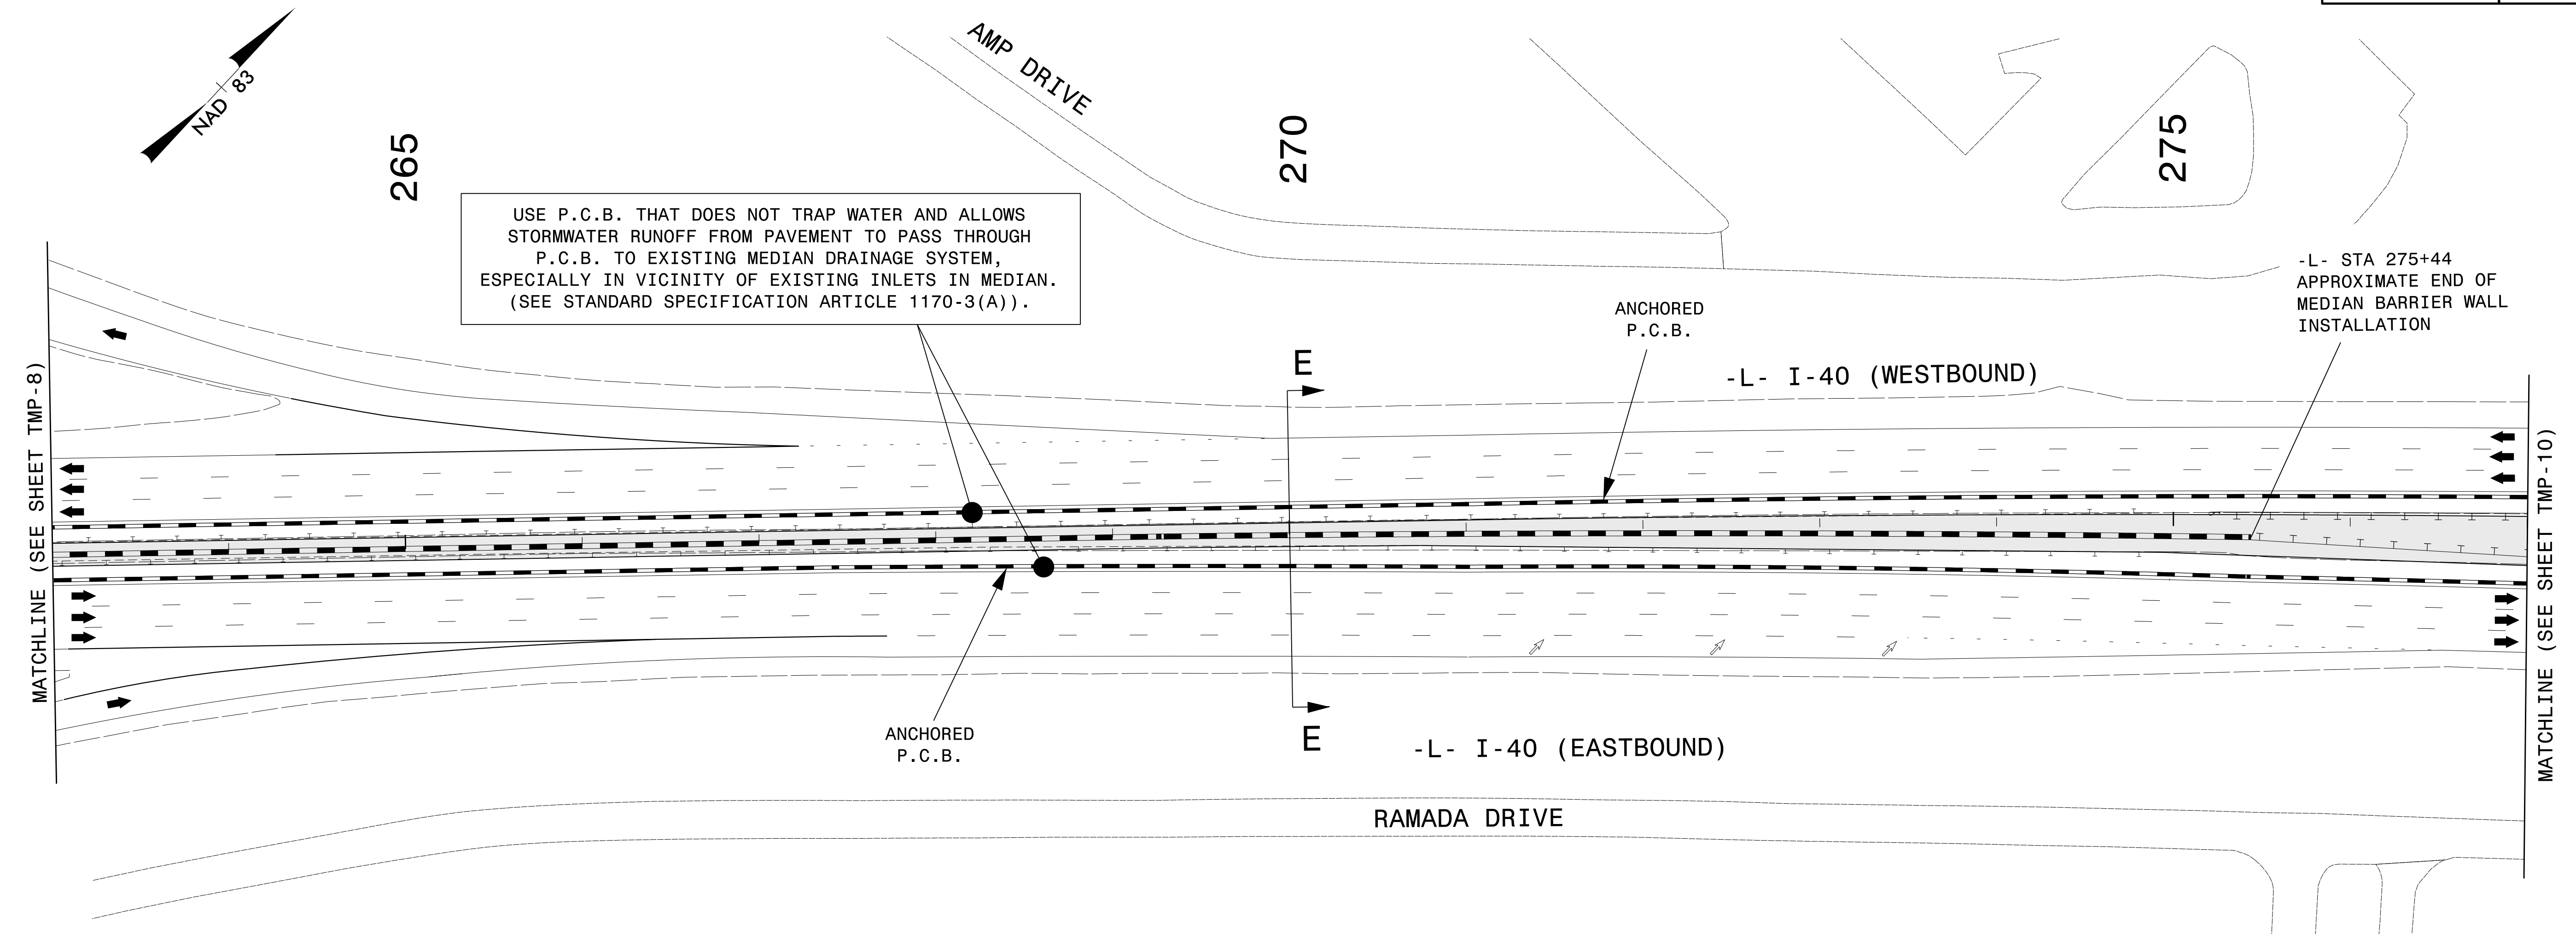 NAD 83
AMP DRIVE
265
270
275
USE P.C.B. THAT DOES NOT TRAP WATER AND ALLOWS
STORMWATER RUNOFF FROM PAVEMENT TO PASS THROUGH
P.C.B. TO EXISTING MEDIAN DRAINAGE SYSTEM,
ESPECIALLY IN VICINITY OF EXISTING INLETS IN MEDIAN.
(SEE STANDARD SPECIFICATION ARTICLE 1170-3(A)).
-L- STA 275+44
APPROXIMATE END OF
MEDIAN BARRIER WALL
INSTALLATION
ANCHORED
P.C.B.
E
-L- I-40 (WESTBOUND)
MATCHLINE (SEE SHEET TMP-8)
MATCHLINE (SEE SHEET TMP-10)
ANCHORED
P.C.B.
E
-L- I-40 (EASTBOUND)
RAMADA DRIVE